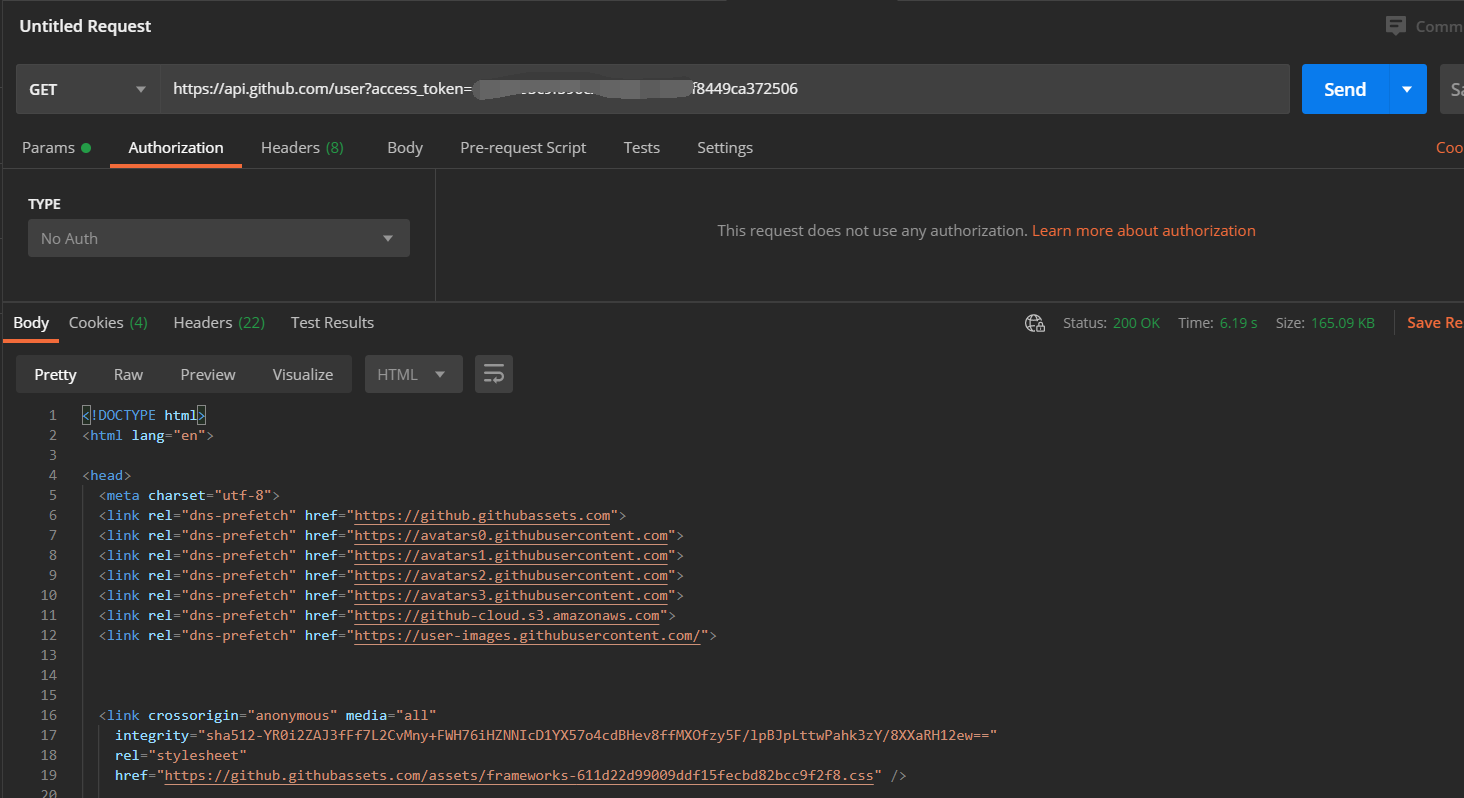 Untitled Request
Comm
GET
https://api.github.com/user?access_token= f8449ca372506
Send
Sa
Params
Authorization
Headers (8)
Body
Pre-request Script
Tests
Settings
Coo
TYPE
No Auth
This request does not use any authorization. Learn more about authorization
Body
Cookies (4)
Headers (22)
Test Results
Status: 200 OK
Time: 6.19 s
Size: 165.09 KB
Save Re
Pretty
Raw
Preview
Visualize
HTML
1 <!DOCTYPE html>
2 <html lang="en">
3
4 <head>
5 <meta charset="utf-8">
6 <link rel="dns-prefetch" href="https://github.githubassets.com">
7 <link rel="dns-prefetch" href="https://avatars0.githubusercontent.com">
8 <link rel="dns-prefetch" href="https://avatars1.githubusercontent.com">
9 <link rel="dns-prefetch" href="https://avatars2.githubusercontent.com">
10 <link rel="dns-prefetch" href="https://avatars3.githubusercontent.com">
11 <link rel="dns-prefetch" href="https://github-cloud.s3.amazonaws.com">
12 <link rel="dns-prefetch" href="https://user-images.githubusercontent.com/">
13
14
15
16 <link crossorigin="anonymous" media="all"
17 integrity="sha512-YR0i2ZAJ3fFf7L2CvMny+FWH76iHZNNIcD1YX57o4cdBHev8ffMXOfzy5F/lpBJpLttwPahk3zY/8XXaRH12ew=="
18 rel="stylesheet"
19 href="https://github.githubassets.com/assets/frameworks-611d22d99009ddf15fecbd82bcc9f2f8.css" />
20